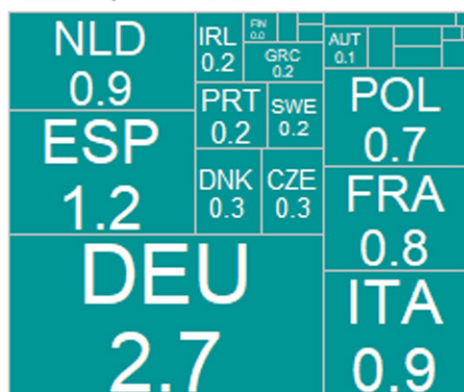 NLD
0.9
ESP
1.2
DEU
2.7
IRL
0.2
FIN
0.0
GRC
0.2
PRT
0.2
SWE
0.2
DNK
0.3
CZE
0.3
AUT
0.1
POL
0.7
FRA
0.8
ITA
0.9